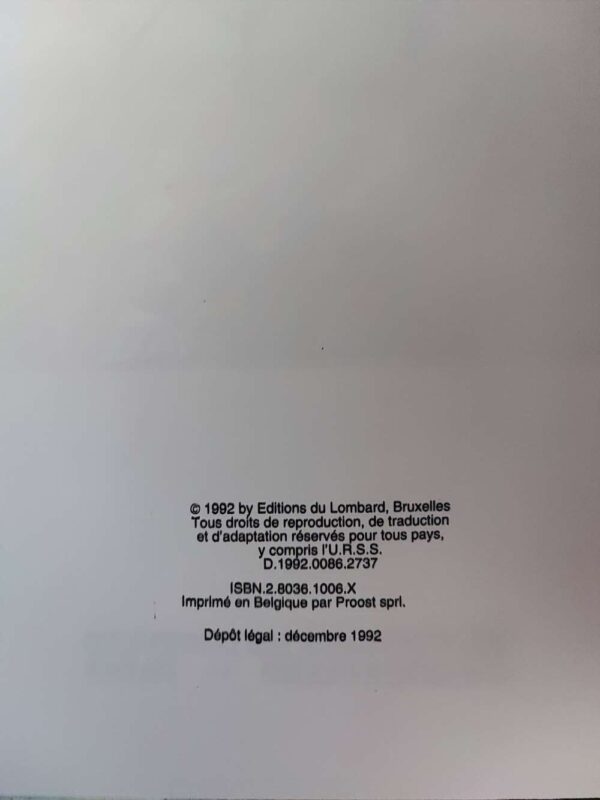 © 1992 by Editions du Lombard, Bruxelles
Tous droits de reproduction, de traduction
et d'adaptation réservés pour tous pays,
y compris l'U.R.S.S.
D.1992.0086.2737
ISBN.2.8036.1006.X
Imprimé en Belgique par Proost sprl.
Dépôt légal : décembre 1992